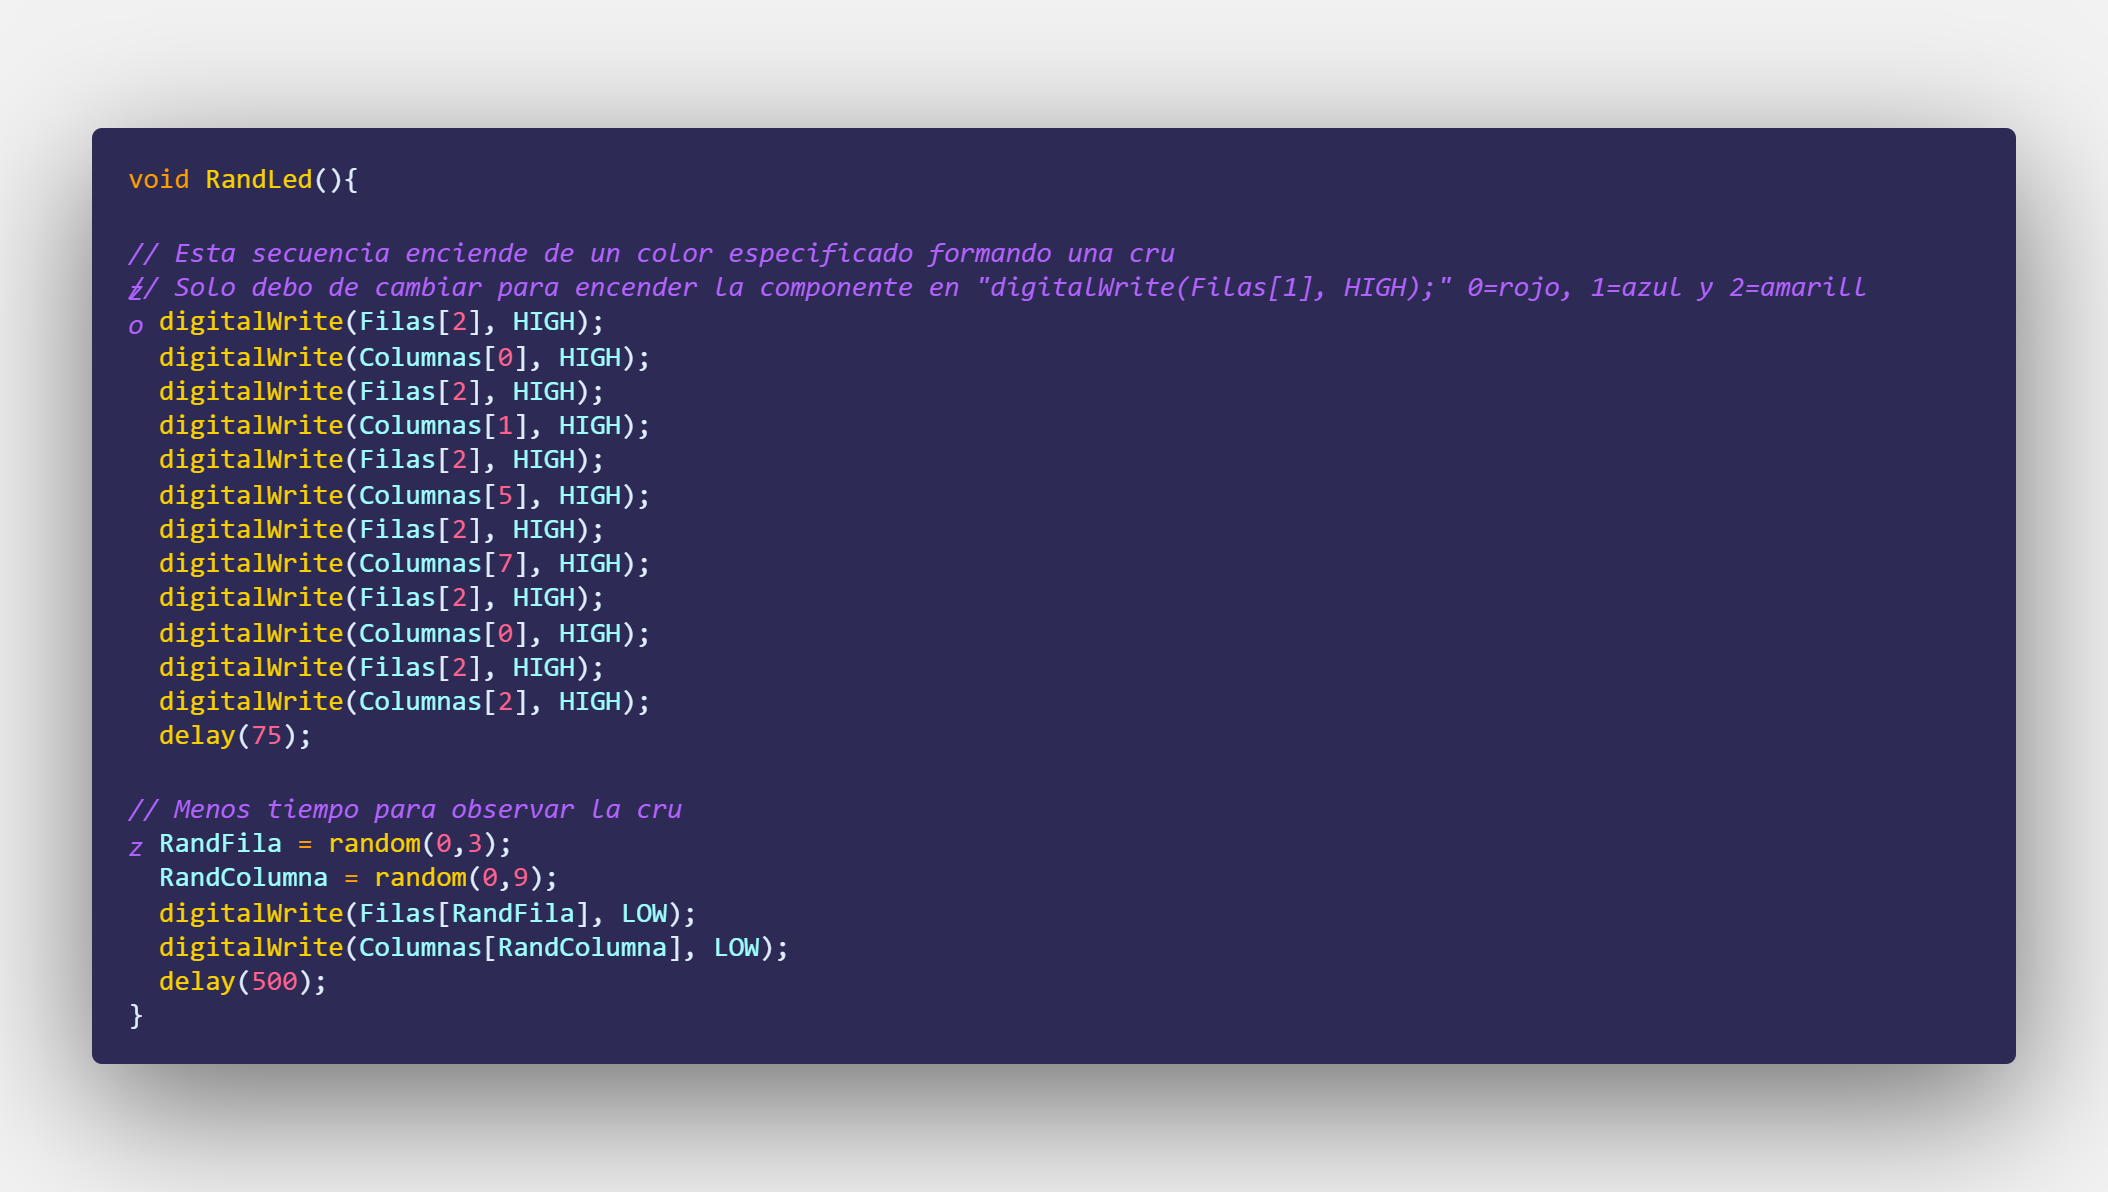 void RandLed(){
// Esta secuencia enciende de un color especificado formando una cruz
// Solo debo de cambiar para encender la componente en "digitalWrite(Filas[1], HIGH);" 0=rojo, 1=azul y 2=amarillo
digitalWrite(Filas[2], HIGH);
digitalWrite(Columnas[0], HIGH);
digitalWrite(Filas[2], HIGH);
digitalWrite(Columnas[1], HIGH);
digitalWrite(Filas[2], HIGH);
digitalWrite(Columnas[5], HIGH);
digitalWrite(Filas[2], HIGH);
digitalWrite(Columnas[7], HIGH);
digitalWrite(Filas[2], HIGH);
digitalWrite(Columnas[0], HIGH);
digitalWrite(Filas[2], HIGH);
digitalWrite(Columnas[2], HIGH);
delay(75);
// Menos tiempo para observar la cruz
RandFila = random(0,3);
RandColumna = random(0,9);
digitalWrite(Filas[RandFila], LOW);
digitalWrite(Columnas[RandColumna], LOW);
delay(500);
}